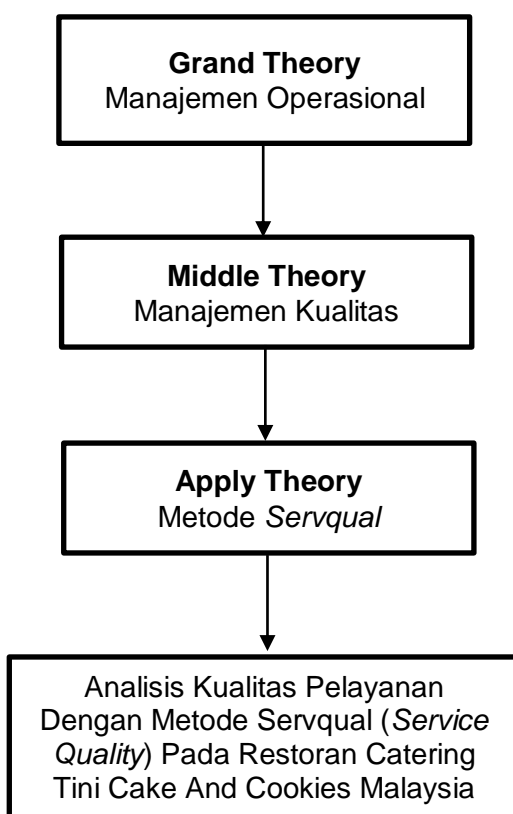 Grand Theory
Manajemen Operasional
Middle Theory
Manajemen Kualitas
Apply Theory
Metode Servqual
Analisis Kualitas Pelayanan
Dengan Metode Servqual (Service
Quality) Pada Restoran Catering
Tini Cake And Cookies Malaysia